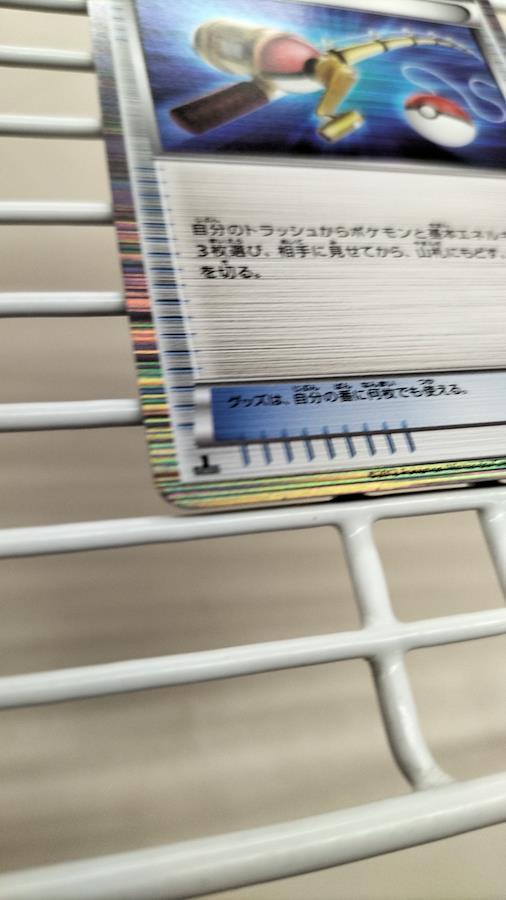 自分のトラッシュからポケモンと基本エネルギ
3枚選び、相手に見せてから、山札にもどす。
を切る。
グッズは、自分の番に何枚でも使える。
1